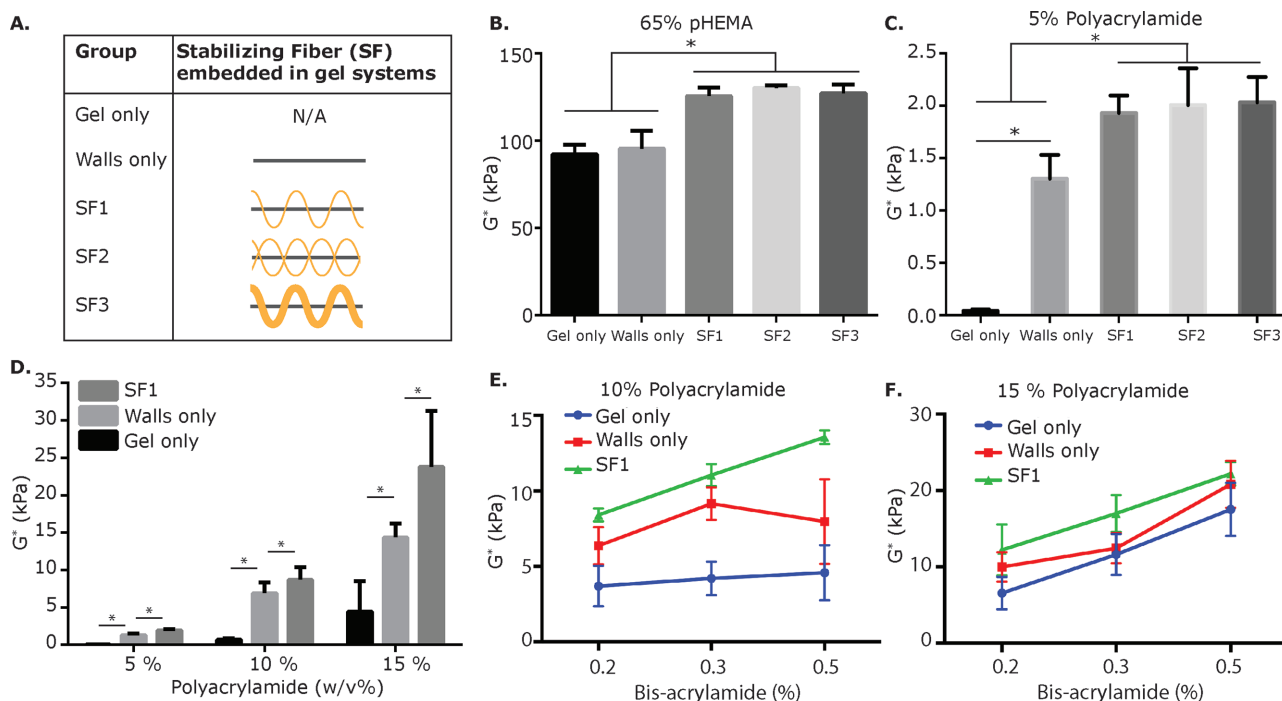 A.
Group
Stabilizing Fiber (SF)
embedded in gel systems
Gel only
N/A
Walls only
SF1
SF2
SF3
B.
65% pHEMA
*
150
100
50
0
G* (kPa)
Gel only
Walls only
SF1
SF2
SF3
C.
5% Polyacrylamide
*
*
2.5
2.0
1.5
1.0
0.5
0.0
G* (kPa)
Gel only
Walls only
SF1
SF2
SF3
D.
SF1
Walls only
Gel only
35
30
25
20
15
10
5
0
G* (kPa)
* * * * * *
5 %
10 %
15 %
Polyacrylamide (w/v%)
E.
10% Polyacrylamide
Gel only
Walls only
SF1
15
10
5
0
G* (kPa)
0.2
0.3
0.5
Bis-acrylamide (%)
F.
15 % Polyacrylamide
Gel only
Walls only
SF1
30
20
10
0
G* (kPa)
0.2
0.3
0.5
Bis-acrylamide (%)